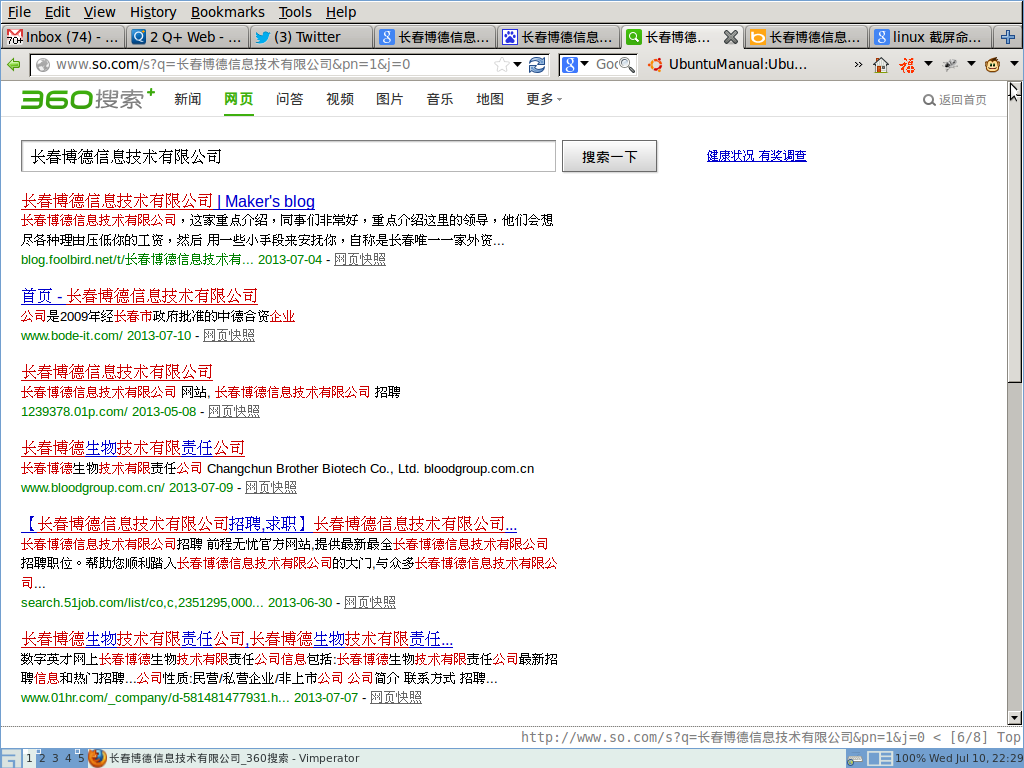 File Edit View History Bookmarks Tools Help
70+ Inbox (74) - ... 2 Q+ Web - ... (3) Twitter 长春博德信息... 长春博德信息... 长春博德... 长春博德信息... linux 截屏命...
www.so.com/s?q=长春博德信息技术有限公司&pn=1&j=0 Goo UbuntuManual:Ubu... »
360搜索+ 新闻 网页 问答 视频 图片 音乐 地图 更多 返回首页
长春博德信息技术有限公司 搜索一下 健康状况 有奖调查
长春博德信息技术有限公司 | Maker's blog
长春博德信息技术有限公司，这家重点介绍，同事们非常好，重点介绍这里的领导，他们会想
尽各种理由压低你的工资，然后 用一些小手段来安抚你，自称是长春唯一一家外资...
blog.foolbird.net/t/长春博德信息技术有... 2013-07-04 - 网页快照
首页 - 长春博德信息技术有限公司
公司是2009年经长春市政府批准的中德合资企业
www.bode-it.com/ 2013-07-10 - 网页快照
长春博德信息技术有限公司
长春博德信息技术有限公司 网站, 长春博德信息技术有限公司 招聘
1239378.01p.com/ 2013-05-08 - 网页快照
长春博德生物技术有限责任公司
长春博德生物技术有限责任公司 Changchun Brother Biotech Co., Ltd. bloodgroup.com.cn
www.bloodgroup.com.cn/ 2013-07-09 - 网页快照
【长春博德信息技术有限公司招聘,求职】长春博德信息技术有限公司...
长春博德信息技术有限公司招聘 前程无忧官方网站,提供最新最全长春博德信息技术有限公司
招聘职位。帮助您顺利踏入长春博德信息技术有限公司的大门,与众多长春博德信息技术有限公
司...
search.51job.com/list/co,c,2351295,000... 2013-06-30 - 网页快照
长春博德生物技术有限责任公司,长春博德生物技术有限责任...
数字英才网上长春博德生物技术有限责任公司信息包括:长春博德生物技术有限责任公司最新招
聘信息和热门招聘...公司性质:民营/私营企业/非上市公司 公司简介 联系方式 招聘...
www.01hr.com/_company/d-581481477931.h... 2013-07-07 - 网页快照
http://www.so.com/s?q=长春博德信息技术有限公司&pn=1&j=0 < [6/8] Top
1 2 3 4 5 长春博德信息技术有限公司_360搜索 - Vimperator 100% Wed Jul 10, 22:29